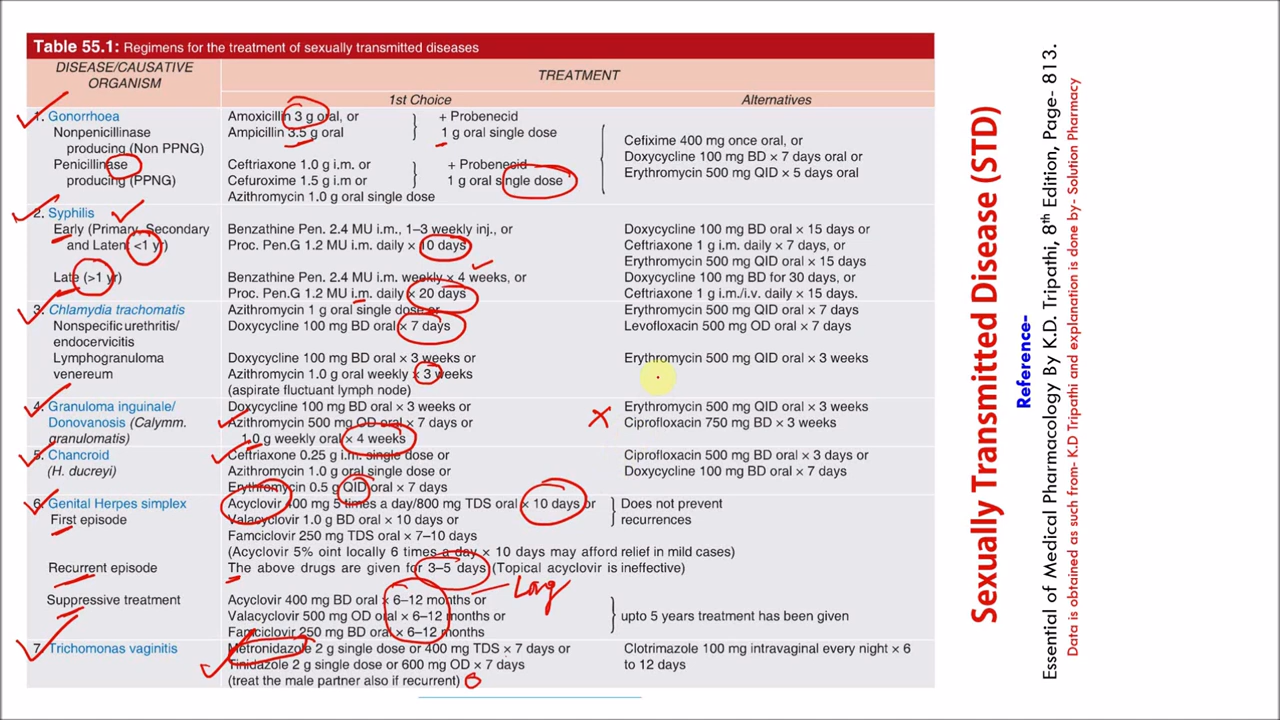 Table 55.1: Regimens for the treatment of sexually transmitted diseases
DISEASE/CAUSATIVE ORGANISM
TREATMENT
1st Choice
Alternatives
1. Gonorrhoea
Nonpenicillinase
producing (Non PPNG)
Penicillinase
producing (PPNG)
Amoxicillin 3 g oral, or
Ampicillin 3.5 g oral
+ Probenecid
1 g oral single dose
Ceftriaxone 1.0 g i.m. or
Cefuroxime 1.5 g i.m or
+ Probenecid
1 g oral single dose
Azithromycin 1.0 g oral single dose
Cefixime 400 mg once oral, or
Doxycycline 100 mg BD × 7 days oral or
Erythromycin 500 mg QID × 5 days oral
2. Syphilis
Early (Primary, Secondary
and Latent <1 yr)
Benzathine Pen. 2.4 MU i.m., 1–3 weekly inj., or
Proc. Pen.G 1.2 MU i.m. daily × 10 days
Doxycycline 100 mg BD oral × 15 days or
Ceftriaxone 1 g i.m. daily × 7 days, or
Erythromycin 500 mg QID oral × 15 days
Late (>1 yr)
Benzathine Pen. 2.4 MU i.m. weekly × 4 weeks, or
Proc. Pen.G 1.2 MU i.m. daily × 20 days
Doxycycline 100 mg BD for 30 days, or
Ceftriaxone 1 g i.m./i.v. daily × 15 days.
3. Chlamydia trachomatis
Nonspecific urethritis/
endocervicitis
Azithromycin 1 g oral single dose or
Doxycycline 100 mg BD oral × 7 days
Erythromycin 500 mg QID oral × 7 days
Levofloxacin 500 mg OD oral × 7 days
Lymphogranuloma
venereum
Doxycycline 100 mg BD oral × 3 weeks or
Azithromycin 1.0 g oral weekly × 3 weeks
(aspirate fluctuant lymph node)
Erythromycin 500 mg QID oral × 3 weeks
4. Granuloma inguinale/
Donovanosis (Calymm.
granulomatis)
Doxycycline 100 mg BD oral × 3 weeks or
Azithromycin 500 mg OD oral × 7 days or
1.0 g weekly oral × 4 weeks
Erythromycin 500 mg QID oral × 3 weeks
Ciprofloxacin 750 mg BD × 3 weeks
5. Chancroid
(H. ducreyi)
Ceftriaxone 0.25 g i.m. single dose or
Azithromycin 1.0 g oral single dose or
Erythromycin 0.5 g QID oral × 7 days
Ciprofloxacin 500 mg BD oral × 3 days or
Doxycycline 100 mg BD oral × 7 days
6. Genital Herpes simplex
First episode
Acyclovir 400 mg 5 times a day/800 mg TDS oral × 10 days or
Valacyclovir 1.0 g BD oral × 10 days or
Famciclovir 250 mg TDS oral × 7–10 days
(Acyclovir 5% oint locally 6 times a day × 10 days may afford relief in mild cases)
Does not prevent
recurrences
Recurrent episode
The above drugs are given for 3–5 days (Topical acyclovir is ineffective)
Long
Suppressive treatment
Acyclovir 400 mg BD oral × 6–12 months or
Valacyclovir 500 mg OD oral × 6–12 months or
Famciclovir 250 mg BD oral × 6–12 months
upto 5 years treatment has been given
7. Trichomonas vaginitis
Metronidazole 2 g single dose or 400 mg TDS × 7 days or
Tinidazole 2 g single dose or 600 mg OD × 7 days
(treat the male partner also if recurrent)
Clotrimazole 100 mg intravaginal every night × 6
to 12 days
Sexually Transmitted Disease (STD)
Reference-
Essential of Medical Pharmacology By K.D. Tripathi, 8th Edition, Page- 813.
Data is obtained as such from- K.D Tripathi and explanation is done by- Solution Pharmacy